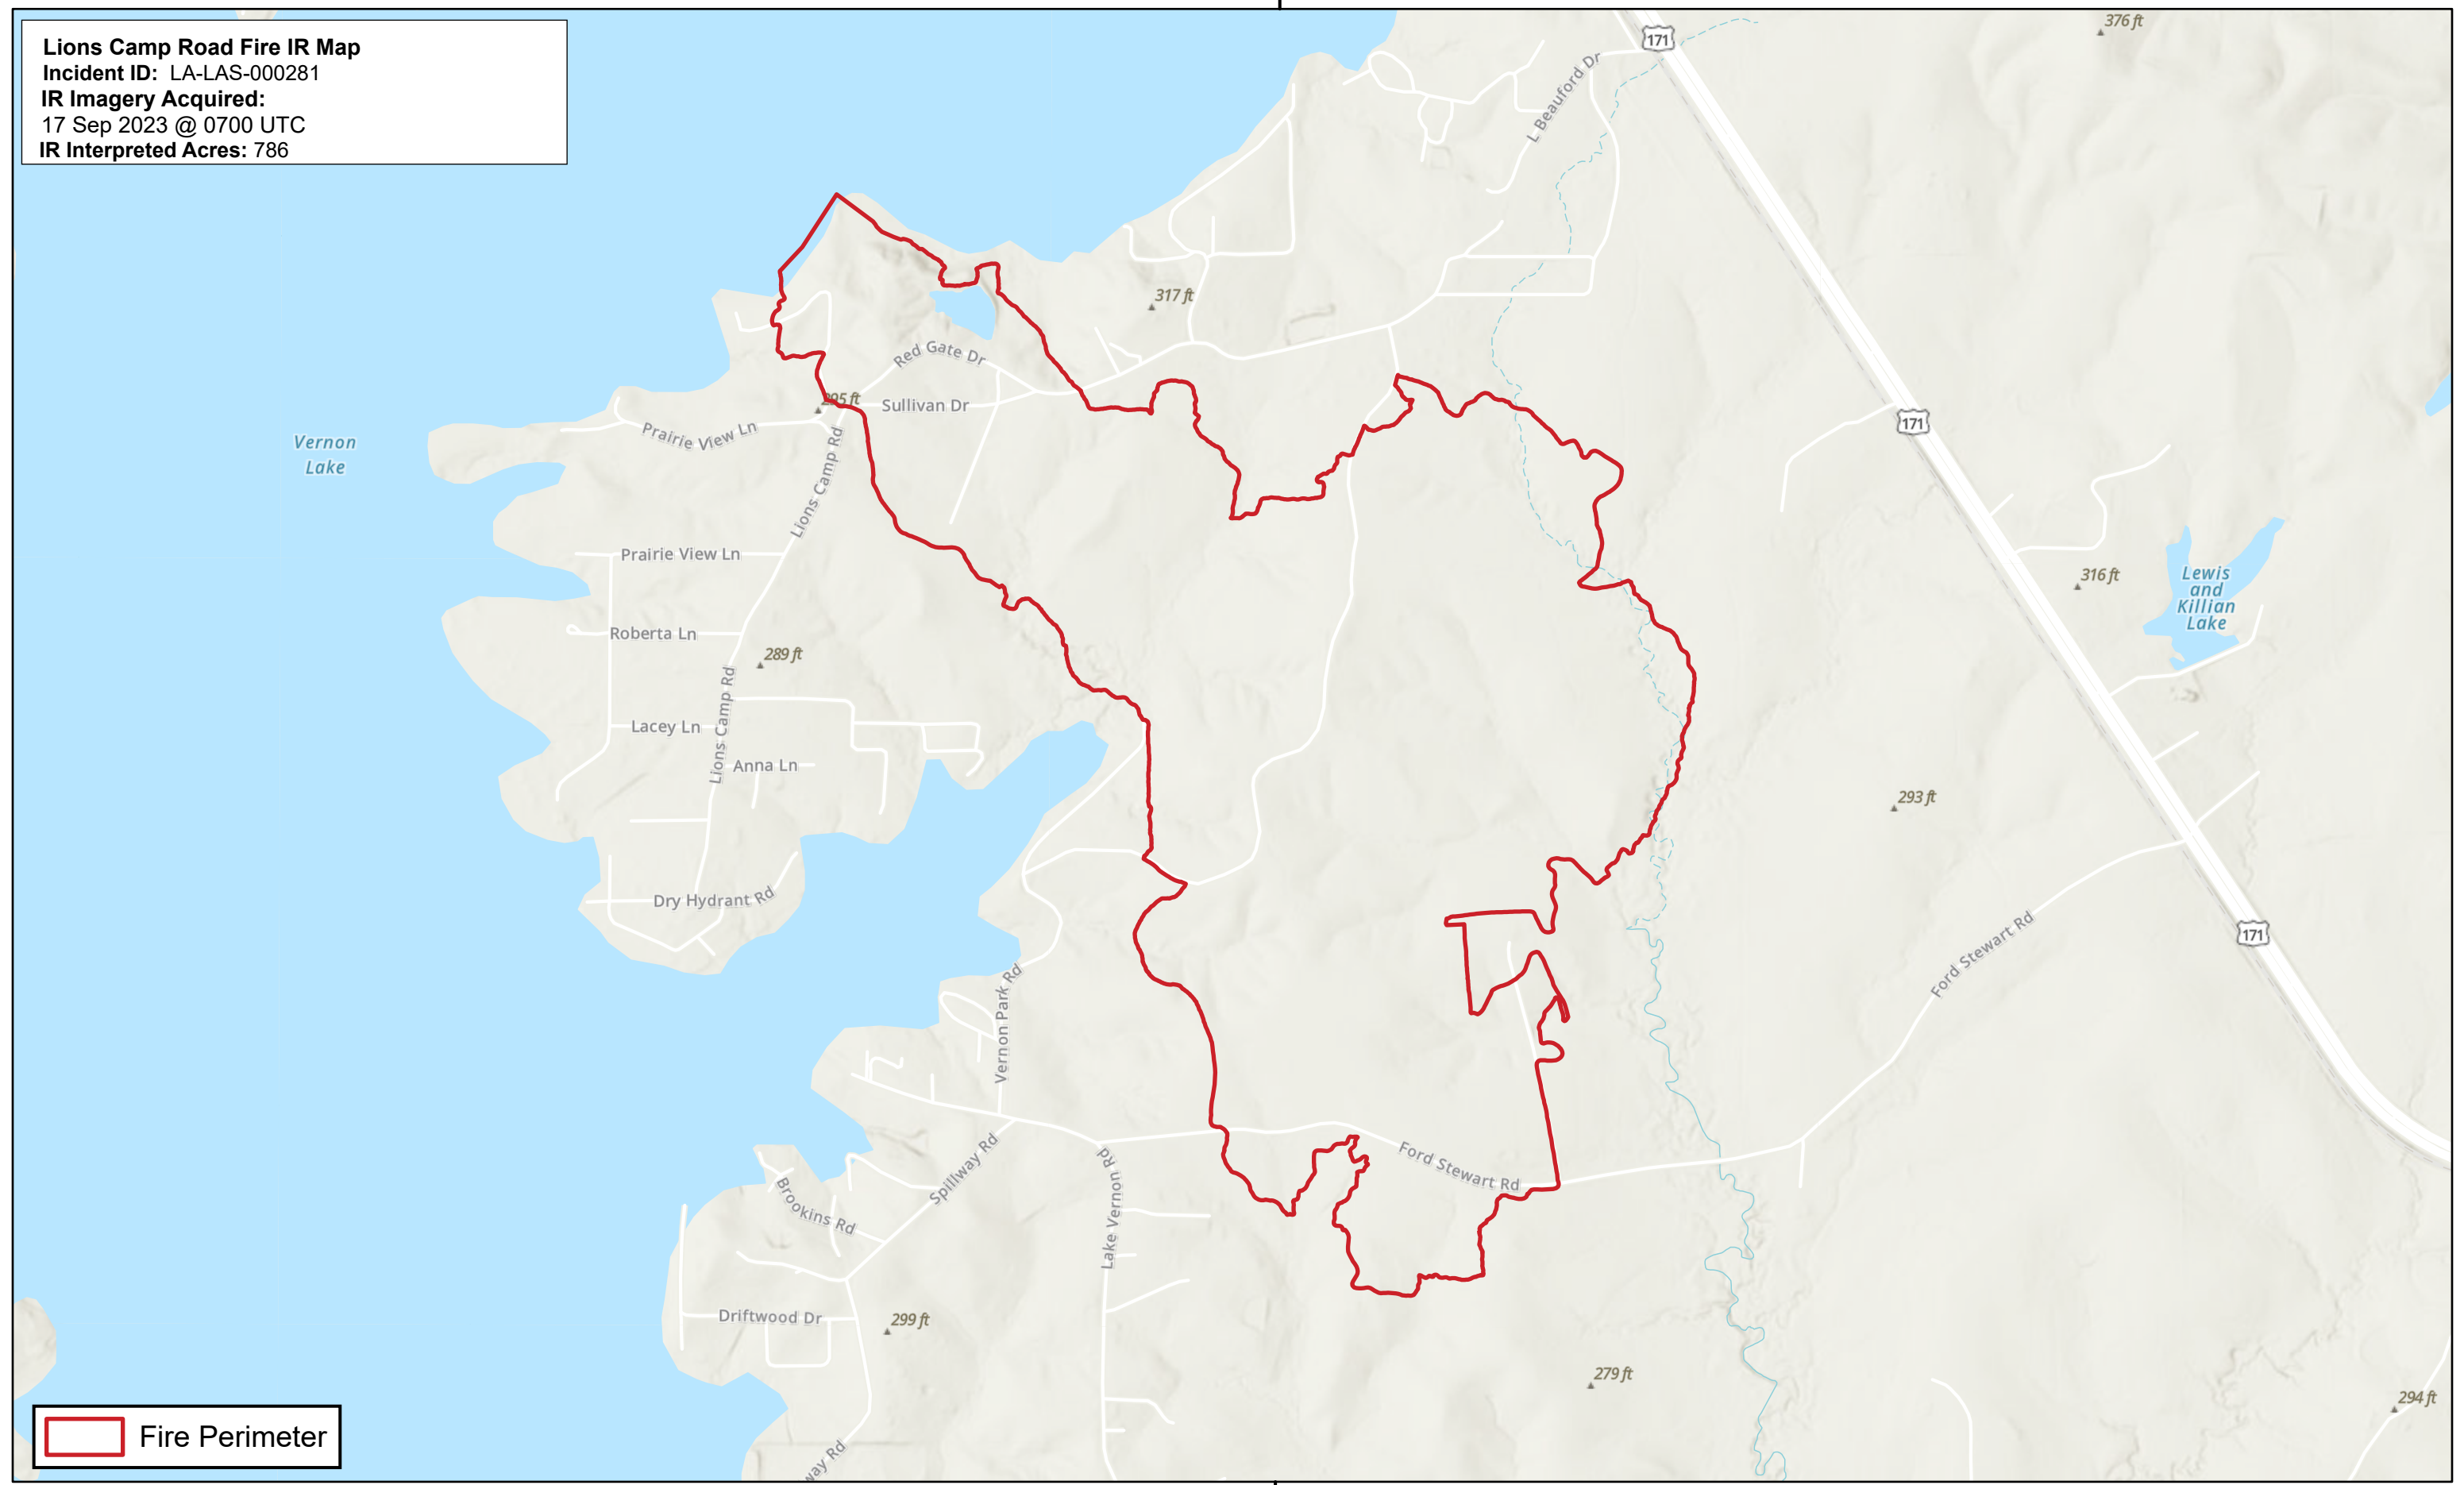 Lions Camp Road Fire IR Map
Incident ID: LA-LAS-000281
IR Imagery Acquired:
17 Sep 2023 @ 0700 UTC
IR Interpreted Acres: 786
171
376 ft
L Beauford Dr
317 ft
Red Gate Dr
295 ft
Sullivan Dr
171
Prairie View Ln
Vernon
Lake
Lions Camp Rd
Prairie View Ln
316 ft
Lewis
and
Killian
Lake
Roberta Ln
289 ft
Lions Camp Rd
Lacey Ln
Anna Ln
293 ft
Dry Hydrant Rd
Ford Stewart Rd
171
Vernon Park Rd
Spillway Rd
Ford Stewart Rd
Brookins Rd
Lake Vernon Rd
Driftwood Dr
299 ft
279 ft
294 ft
way Rd
Fire Perimeter